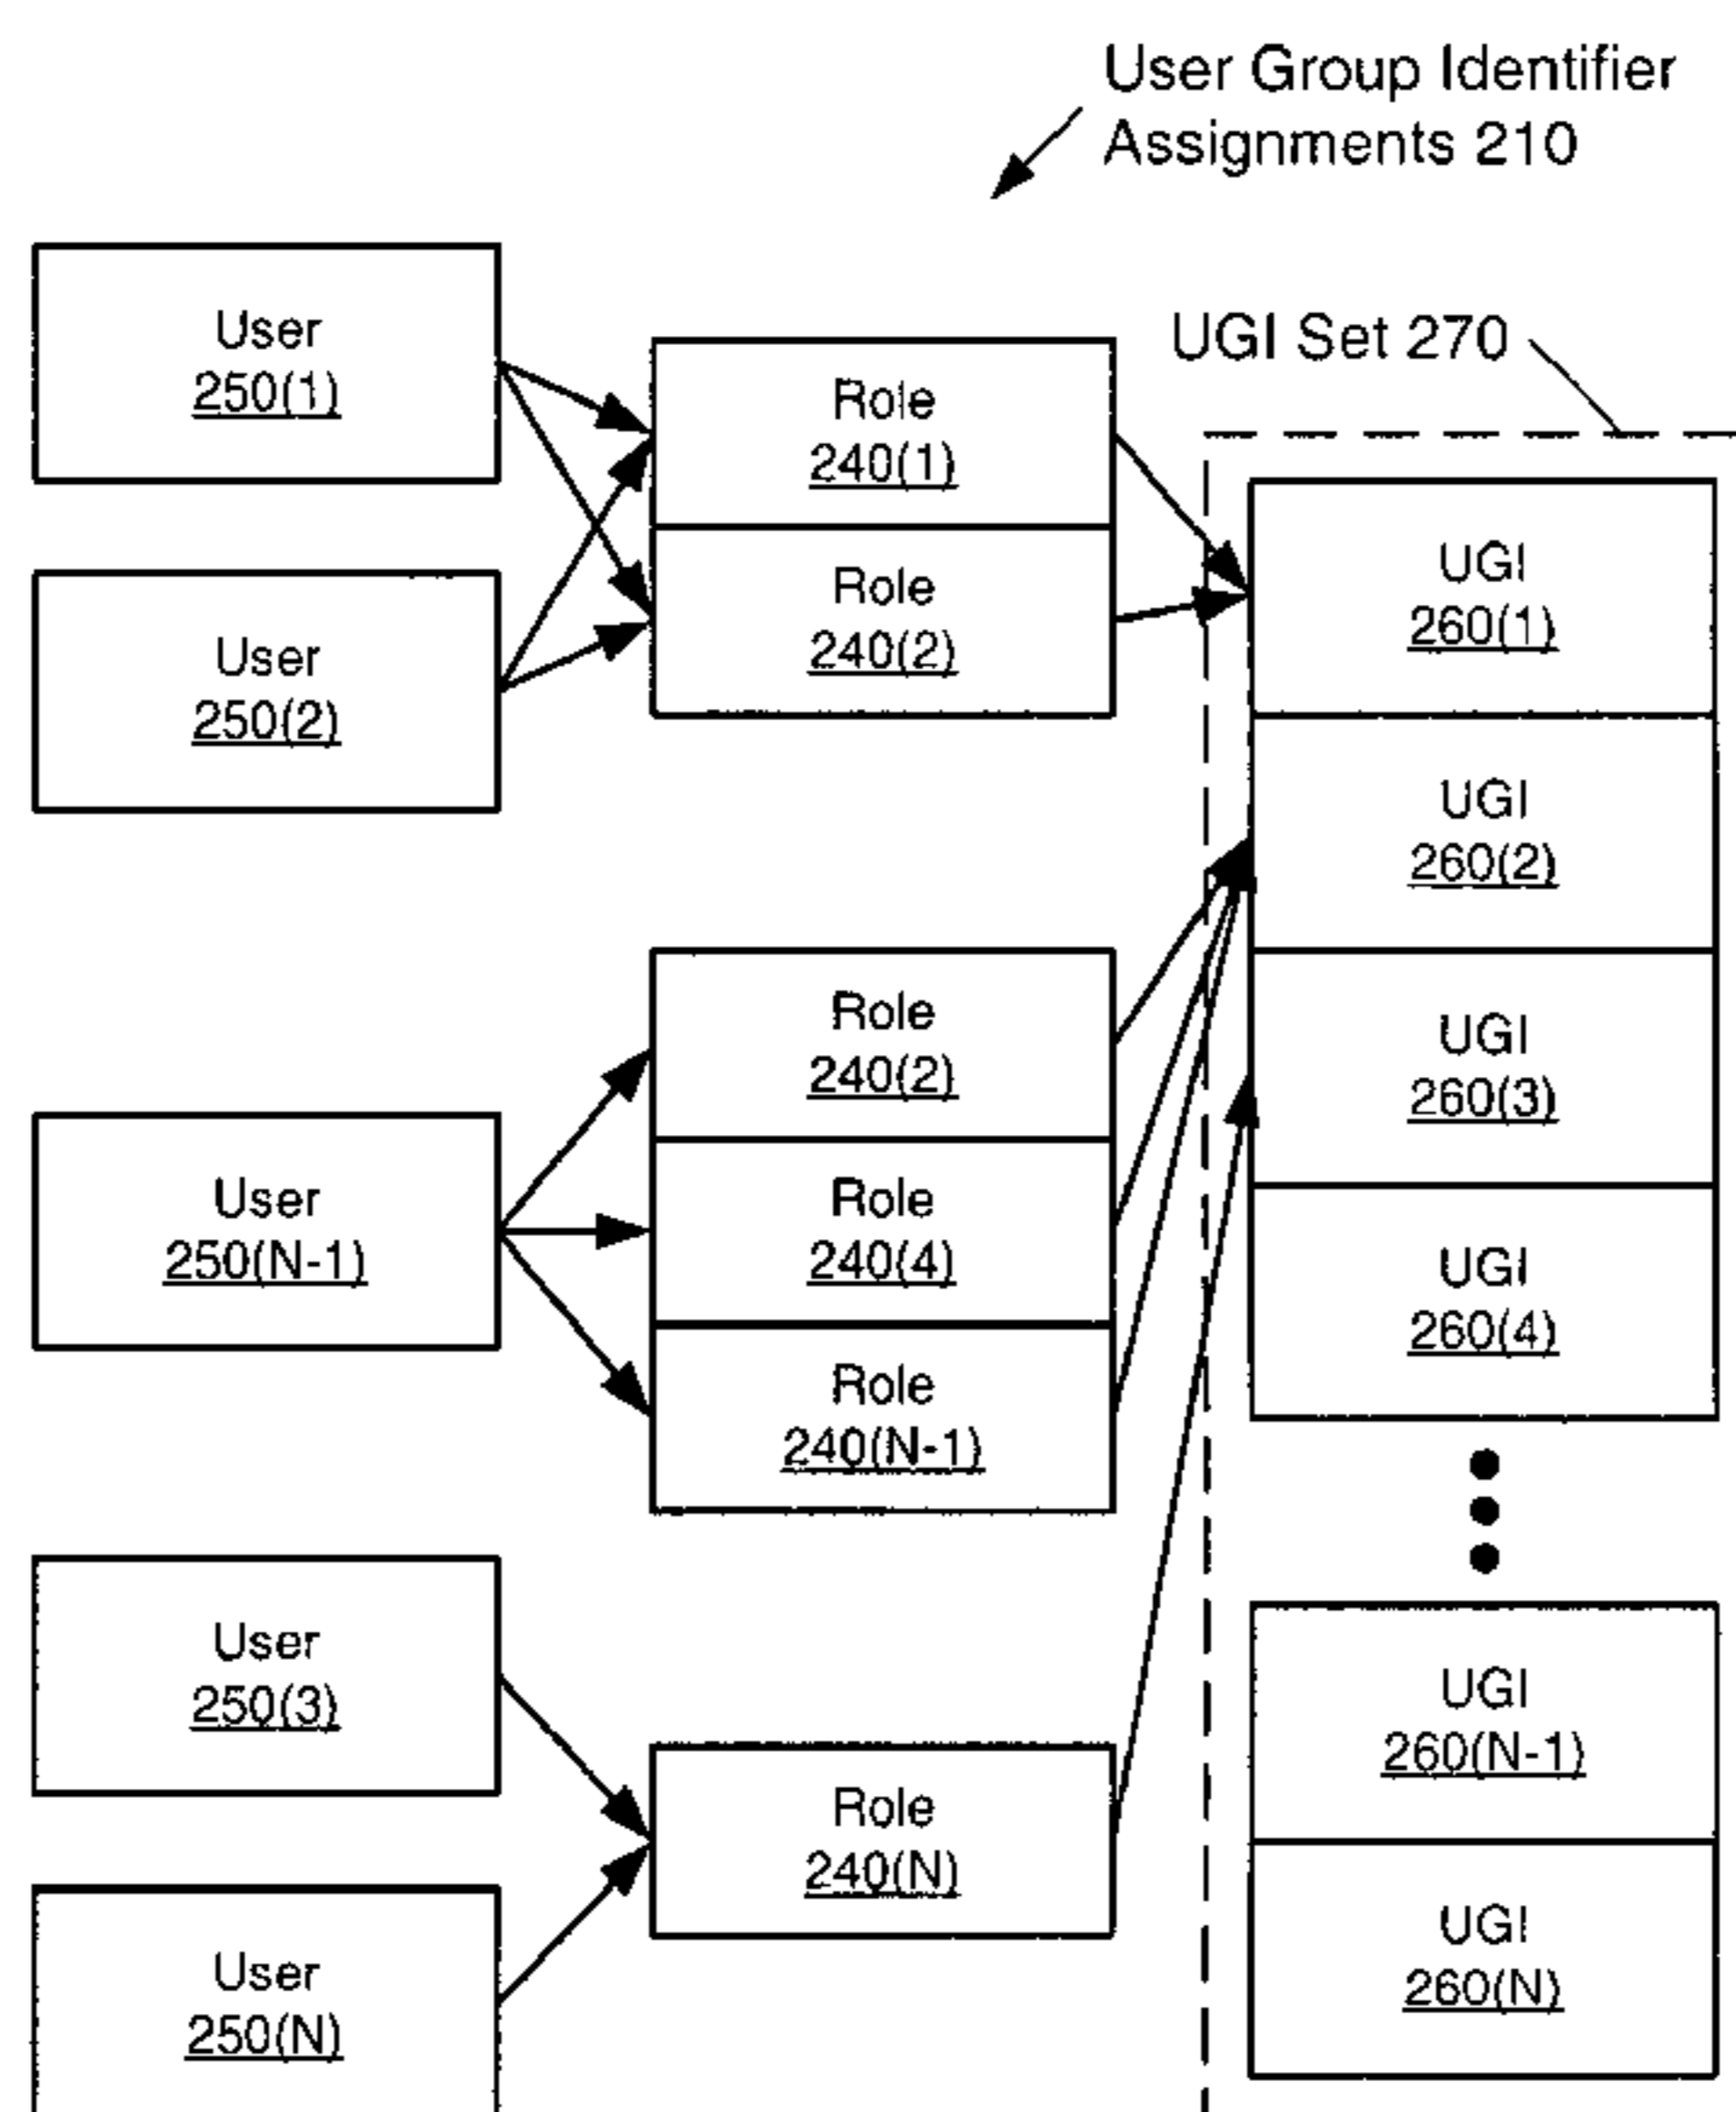 User Group Identifier
Assignments 210
UGI Set 270
User
250(1)
User
250(2)
User
250(N-1)
User
250(3)
User
250(N)
Role
240(1)
Role
240(2)
Role
240(2)
Role
240(4)
Role
240(N-1)
Role
240(N)
UGI
260(1)
UGI
260(2)
UGI
260(3)
UGI
260(4)
UGI
260(N-1)
UGI
260(N)